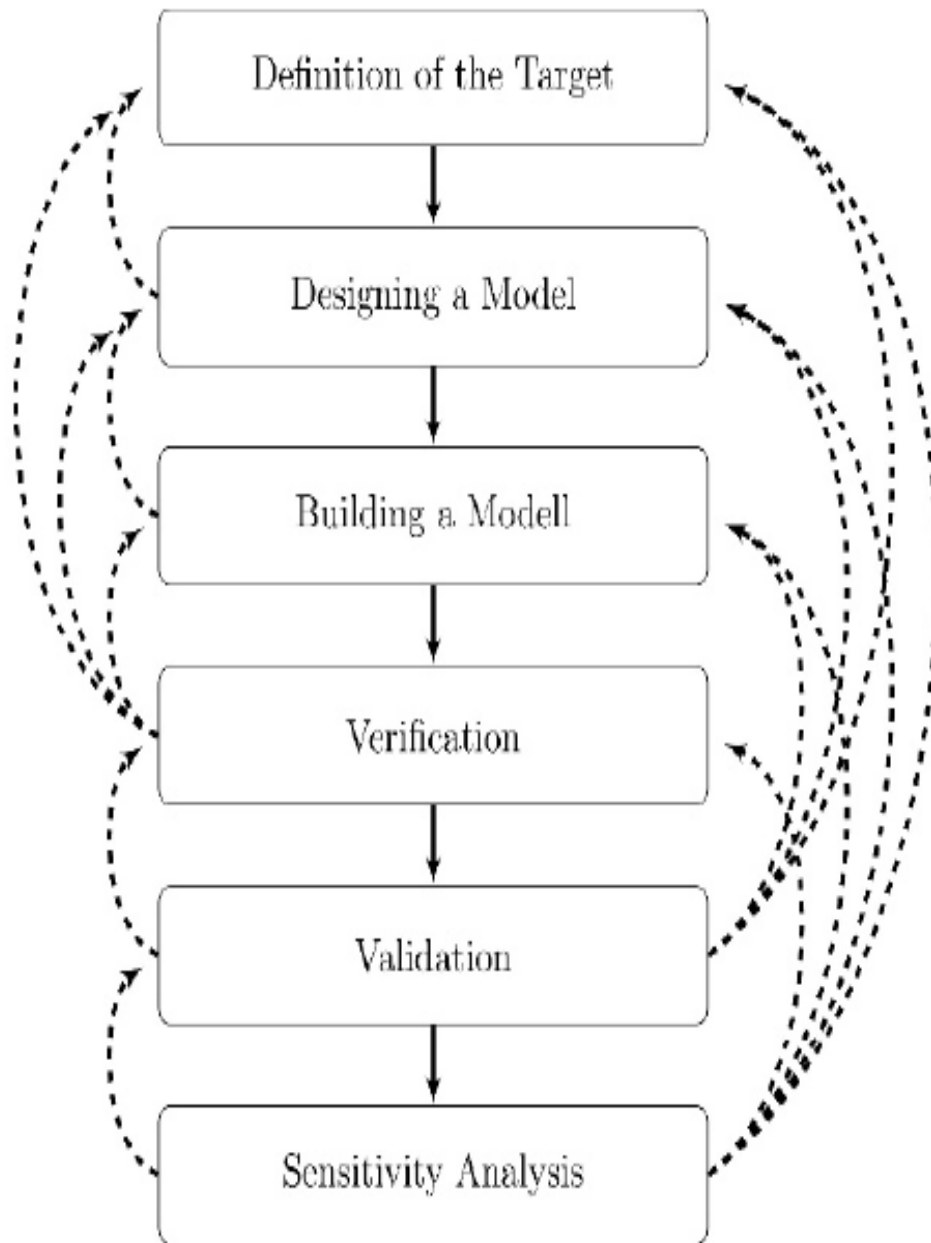 Definition of the Target
Designing a Model
Building a Modell
Verification
Validation
Sensitivity Analysis